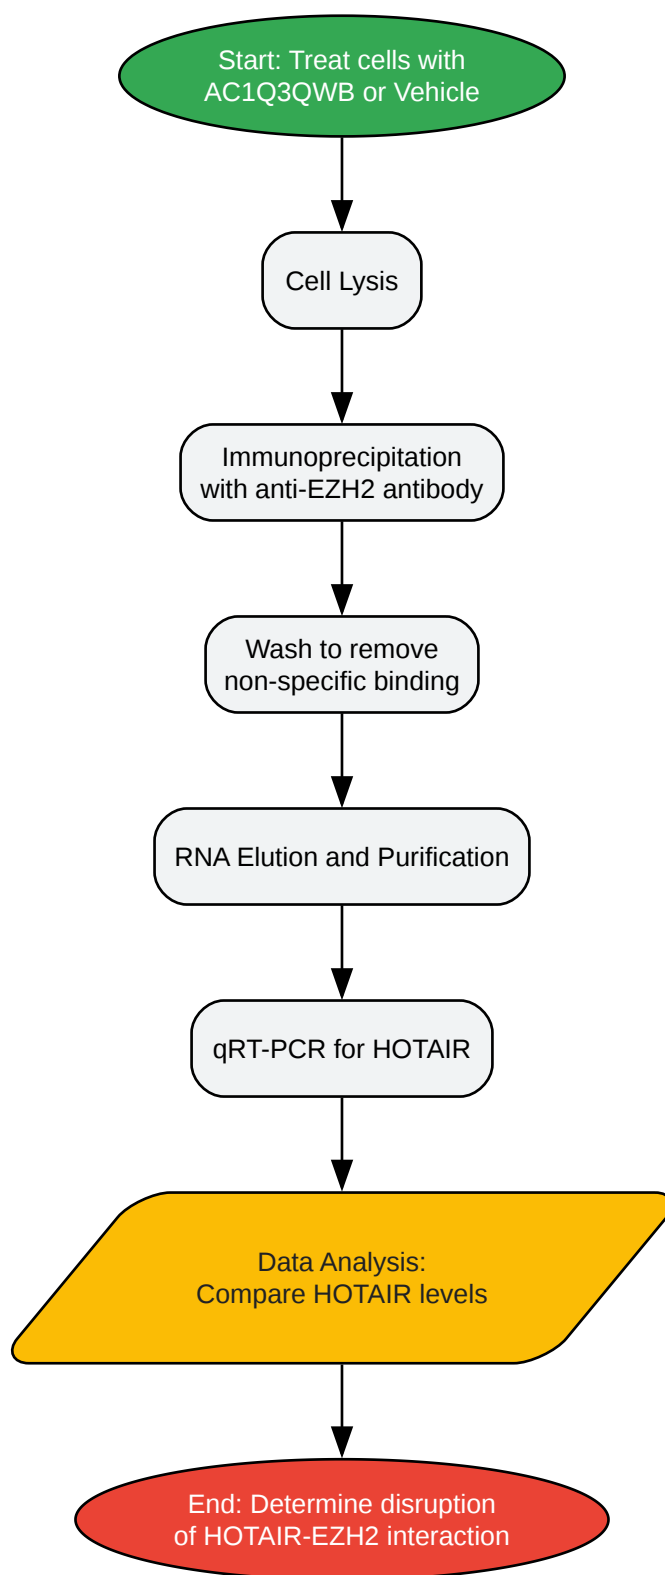 Start: Treat cells with
AC1Q3QWB or Vehicle
Cell Lysis
Immunoprecipitation
with anti-EZH2 antibody
Wash to remove
non-specific binding
RNA Elution and Purification
qRT-PCR for HOTAIR
Data Analysis:
Compare HOTAIR levels
End: Determine disruption
of HOTAIR-EZH2 interaction